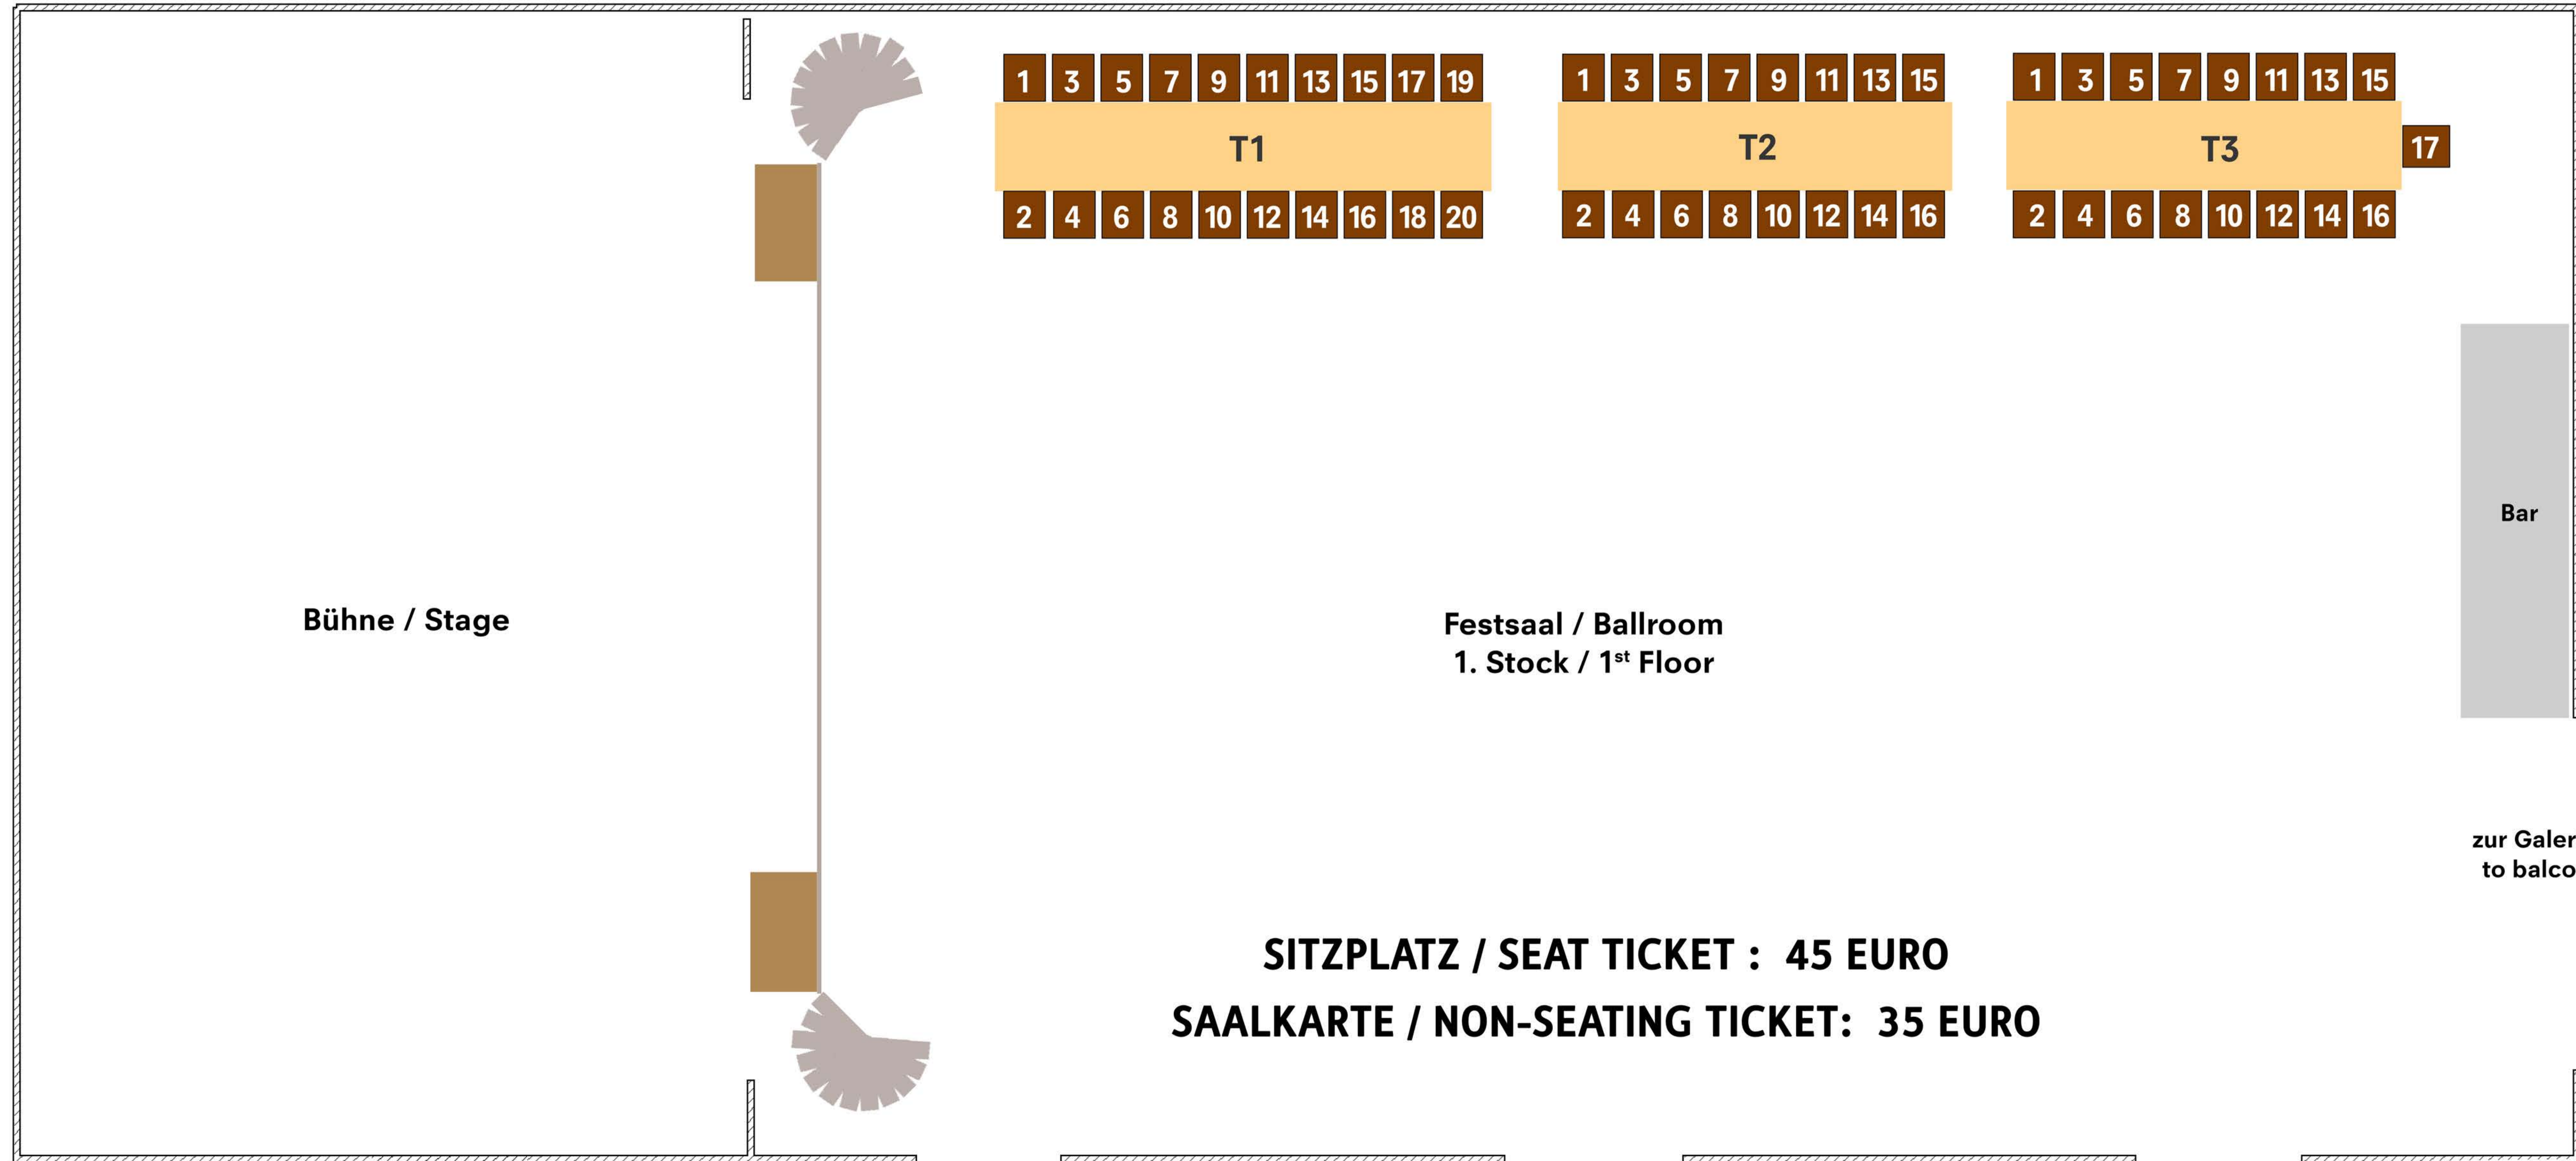 1 3 5 7 9 11 13 15 17 19
T1
2 4 6 8 10 12 14 16 18 20
1 3 5 7 9 11 13 15
T2
2 4 6 8 10 12 14 16
1 3 5 7 9 11 13 15
T3
17
2 4 6 8 10 12 14 16
Bar
Bühne / Stage
Festsaal / Ballroom
1. Stock / 1st Floor
zur Galer
to balco
SITZPLATZ / SEAT TICKET : 45 EURO
SAALKARTE / NON-SEATING TICKET: 35 EURO